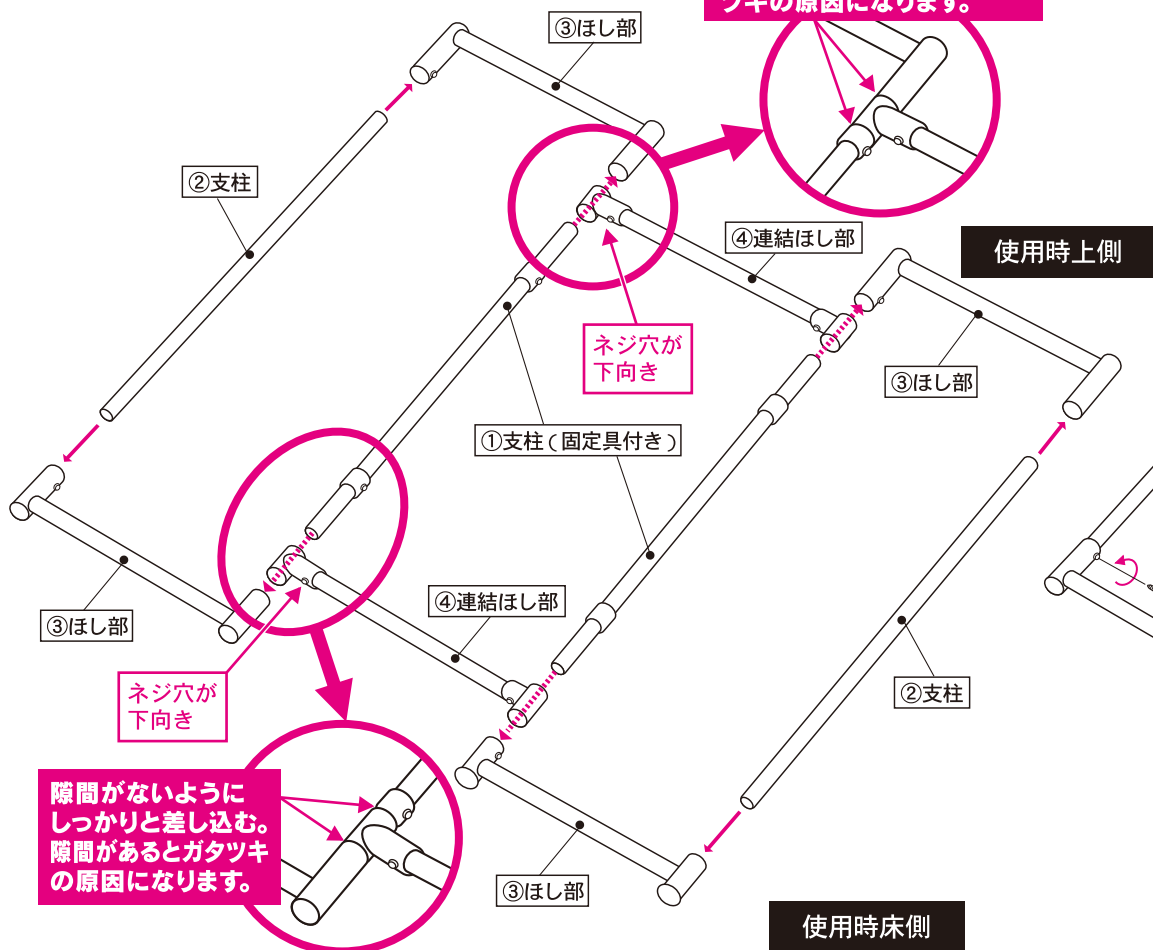 ツキの原因になります。
③ほし部
②支柱
④連結ほし部
使用時上側
ネジ穴が
下向き
③ほし部
①支柱(固定具付き)
④連結ほし部
③ほし部
ネジ穴が
下向き
②支柱
隙間がないように
しっかりと差し込む。
隙間があるとガタツキ
の原因になります。
③ほし部
使用時床側